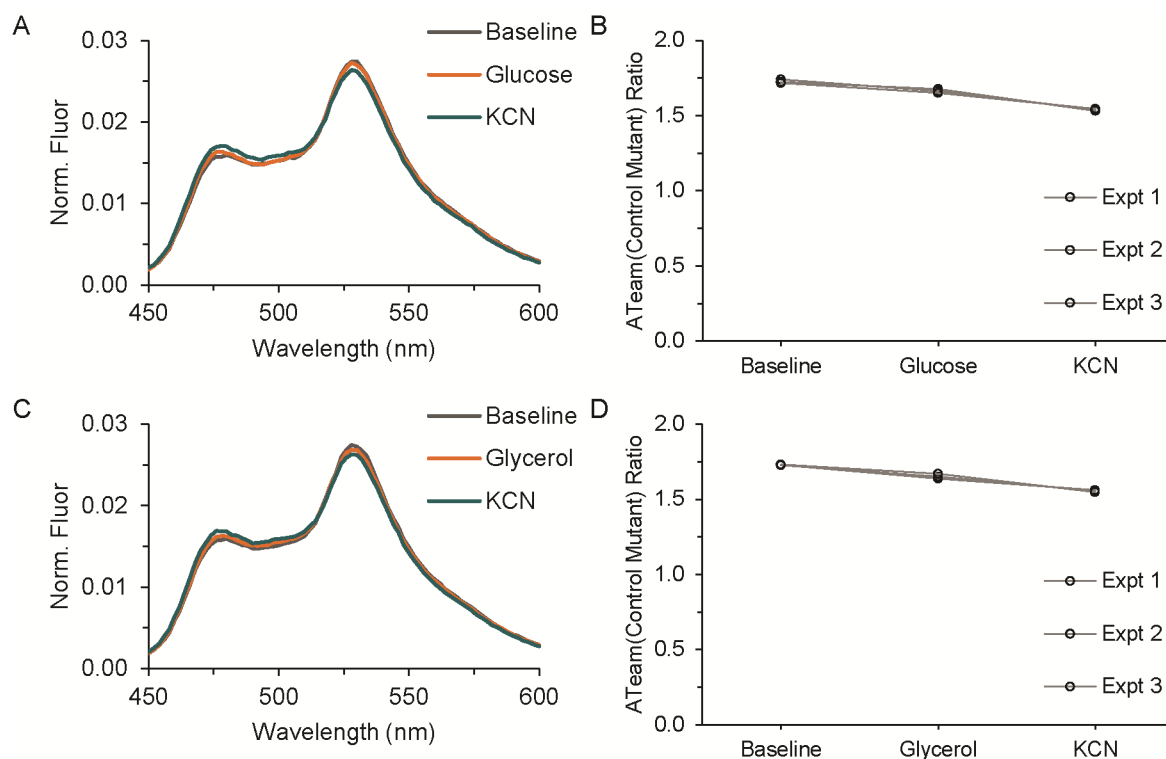 A
0.03
0.02
0.01
0.00
Norm. Fluor
450
500
550
600
Wavelength (nm)
Baseline
Glucose
KCN
B
2.0
1.5
1.0
0.5
0.0
ATeam(Control Mutant) Ratio
Baseline
Glucose
KCN
Expt 1
Expt 2
Expt 3
C
0.03
0.02
0.01
0.00
Norm. Fluor
450
500
550
600
Wavelength (nm)
Baseline
Glycerol
KCN
D
2.0
1.5
1.0
0.5
0.0
ATeam(Control Mutant) Ratio
Baseline
Glycerol
KCN
Expt 1
Expt 2
Expt 3